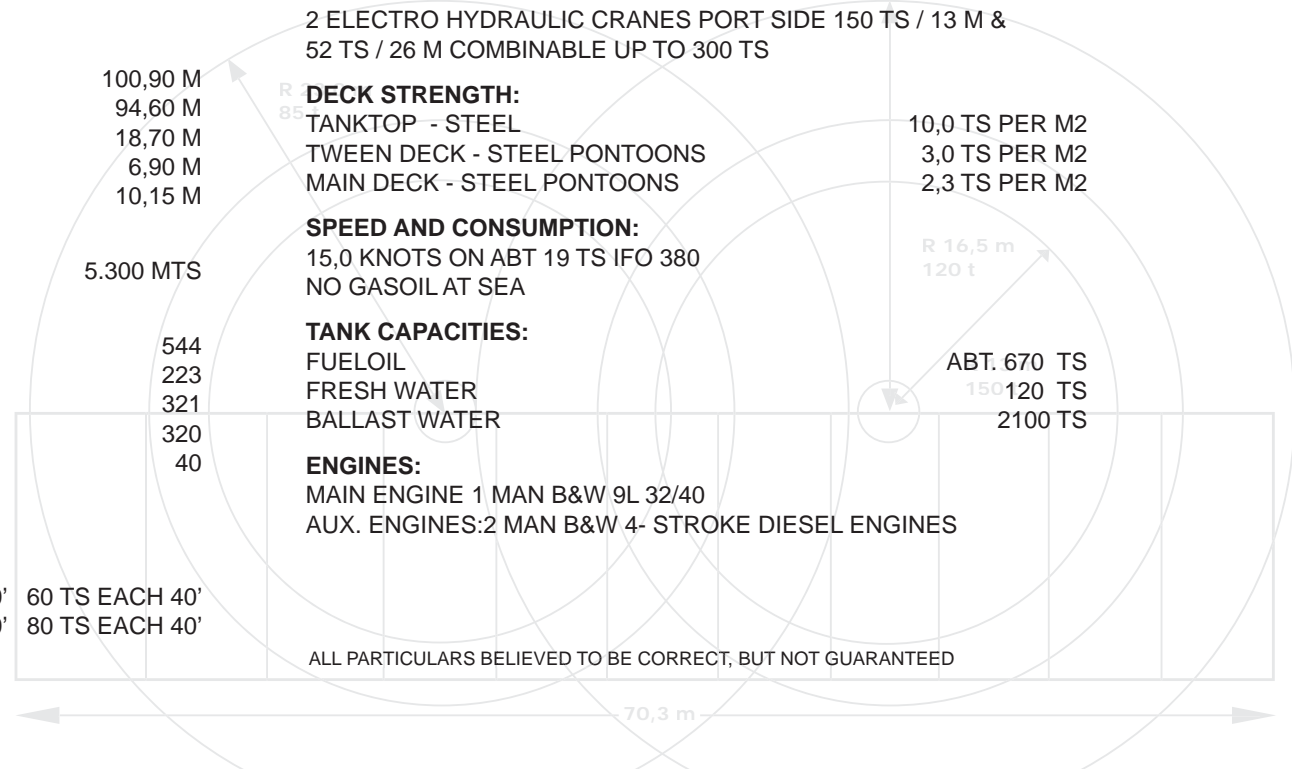 2 ELECTRO HYDRAULIC CRANES PORT SIDE 150 TS / 13 M &
52 TS / 26 M COMBINABLE UP TO 300 TS
100,90 M
94,60 M
18,70 M
6,90 M
10,15 M
5.300 MTS
544
223
321
320
40
60 TS EACH 40’
80 TS EACH 40’
85 t
DECK STRENGTH:
TANKTOP - STEEL 10,0 TS PER M2
TWEEN DECK - STEEL PONTOONS 3,0 TS PER M2
MAIN DECK - STEEL PONTOONS 2,3 TS PER M2
SPEED AND CONSUMPTION:
15,0 KNOTS ON ABT 19 TS IFO 380
NO GASOIL AT SEA
R 16,5 m
120 t
TANK CAPACITIES:
FUELOIL ABT. 670 TS
FRESH WATER 120 TS
BALLAST WATER 2100 TS
ENGINES:
MAIN ENGINE 1 MAN B&W 9L 32/40
AUX. ENGINES:2 MAN B&W 4- STROKE DIESEL ENGINES
ALL PARTICULARS BELIEVED TO BE CORRECT, BUT NOT GUARANTEED
70,3 m